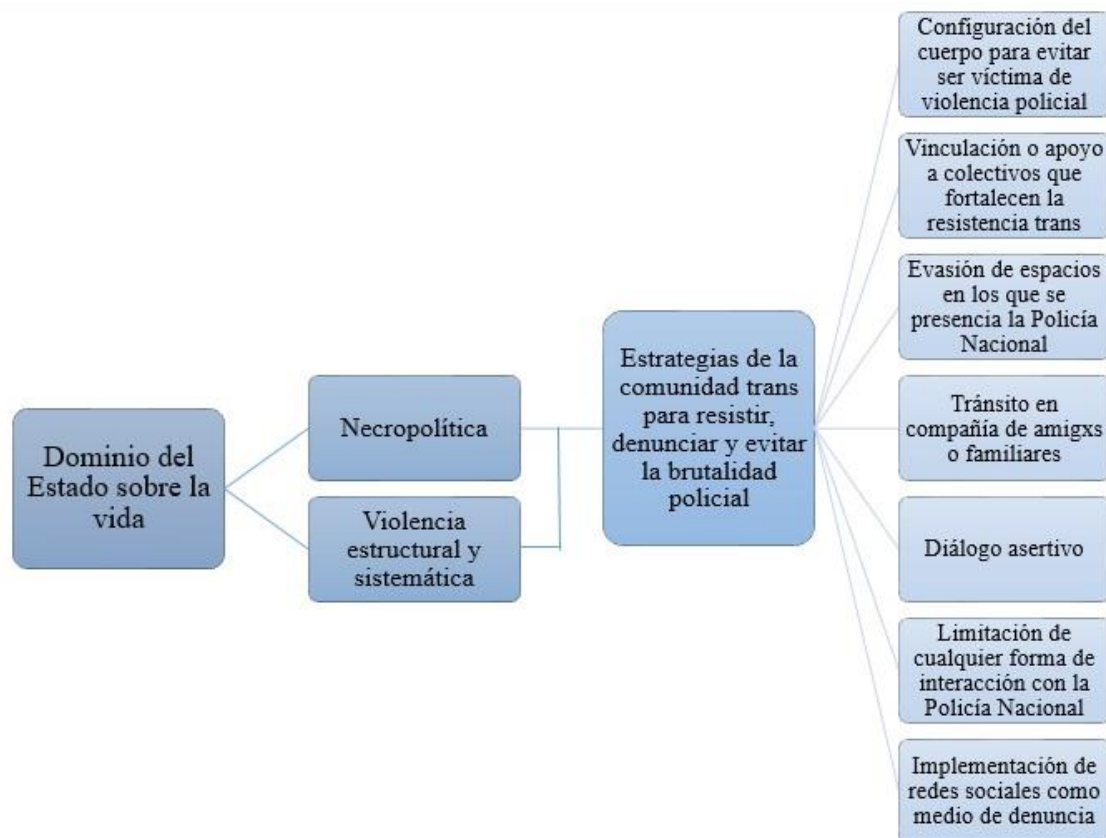 Dominio del
Estado sobre la
vida
Necropolítica
Violencia
estructural y
sistemática
Estrategias de la
comunidad trans
para resistir,
denunciar y evitar
la brutalidad
policial
Configuración del
cuerpo para evitar
ser víctima de
violencia policial
Vinculación o apoyo
a colectivos que
fortalecen la
resistencia trans
Evasión de espacios
en los que se
presencia la Policía
Nacional
Tránsito en
compañía de amigxs
o familiares
Diálogo asertivo
Limitación de
cualquier forma de
interacción con la
Policía Nacional
Implementación de
redes sociales como
medio de denuncia